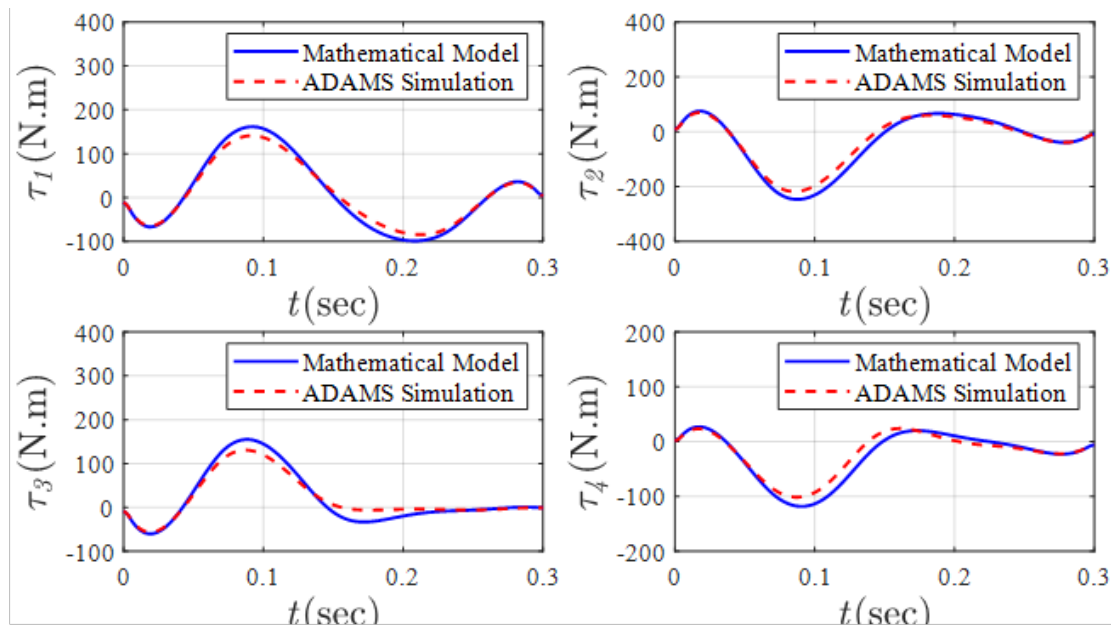 400
300
200
100
0
-100
τ1(N.m)
Mathematical Model
ADAMS Simulation
0 0.1 0.2 0.3
t(sec)
400
200
0
-200
-400
τ2(N.m)
Mathematical Model
ADAMS Simulation
0 0.1 0.2 0.3
t(sec)
400
300
200
100
0
-100
τ3(N.m)
Mathematical Model
ADAMS Simulation
0 0.1 0.2 0.3
t(sec)
200
100
0
-100
-200
τ4(N.m)
Mathematical Model
ADAMS Simulation
0 0.1 0.2 0.3
t(sec)